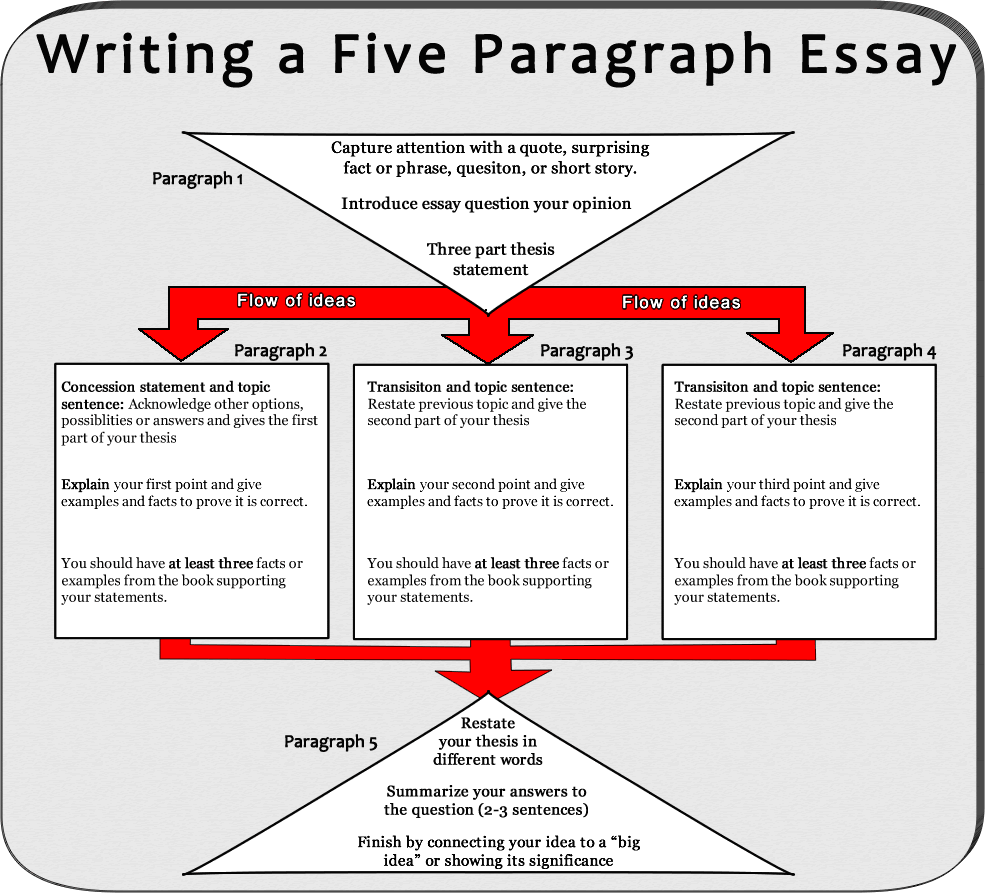 Writing a Five Paragraph Essay
Paragraph 1
Capture attention with a quote, surprising
fact or phrase, quesiton, or short story.
Introduce essay question your opinion
Three part thesis
statement
Flow of ideas
Flow of ideas
Paragraph 2
Concession statement and topic
sentence: Acknowledge other options,
possiblities or answers and gives the first
part of your thesis
Explain your first point and give
examples and facts to prove it is correct.
You should have at least three facts or
examples from the book supporting
your statements.
Paragraph 3
Transisiton and topic sentence:
Restate previous topic and give the
second part of your thesis
Explain your second point and give
examples and facts to prove it is correct.
You should have at least three facts or
examples from the book supporting
your statements.
Paragraph 4
Transisiton and topic sentence:
Restate previous topic and give the
second part of your thesis
Explain your third point and give
examples and facts to prove it is correct.
You should have at least three facts or
examples from the book supporting
your statements.
Paragraph 5
Restate
your thesis in
different words
Summarize your answers to
the question (2-3 sentences)
Finish by connecting your idea to a “big
idea” or showing its significance